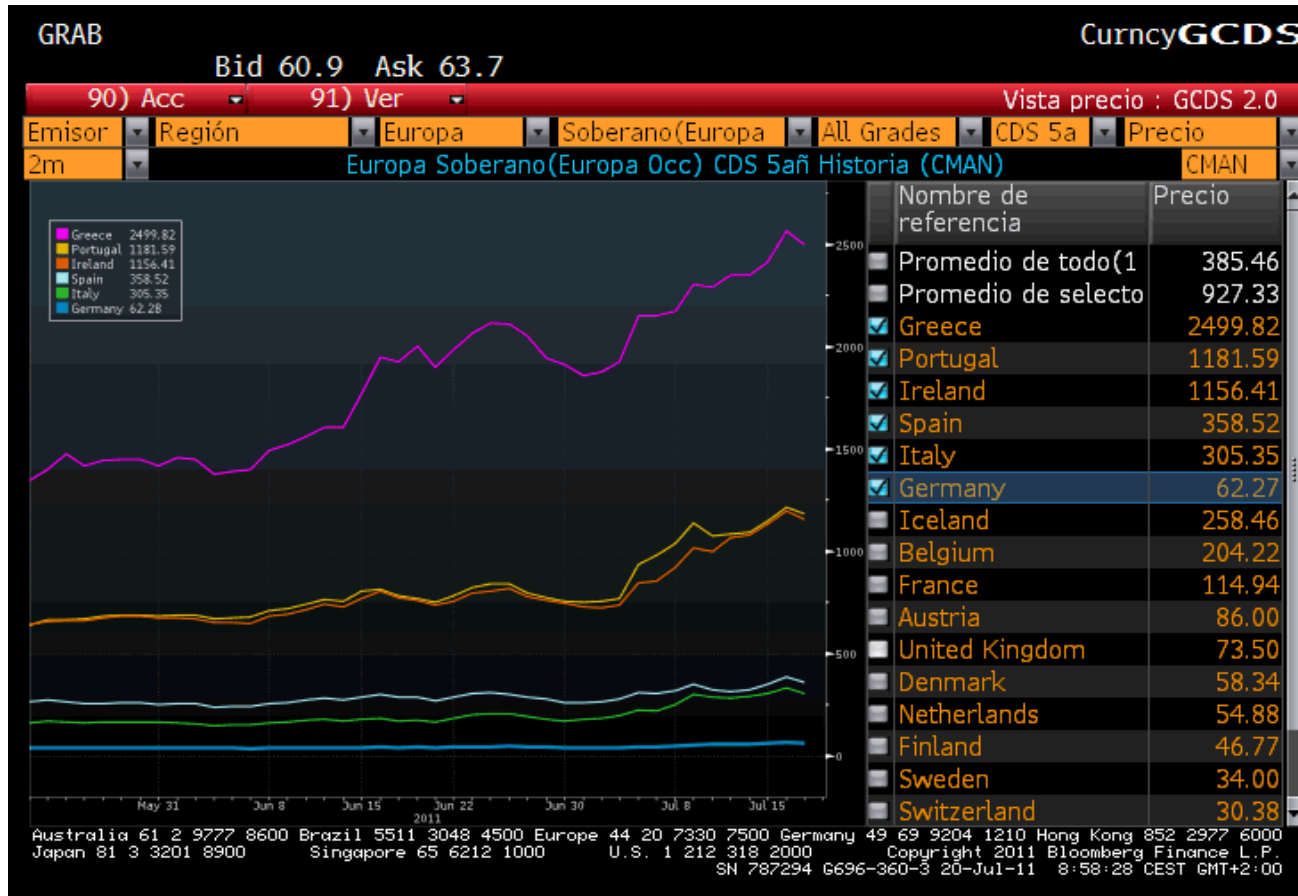 GRAB CurncyGCDS
Bid 60.9 Ask 63.7
90) Acc 91) Ver Vista precio : GCDS 2.0
Emisor Región Europa Soberano(Europa All Grades CDS 5a Precio
2m Europa Soberano(Europa Occ) CDS 5añ Historia (CMAN) CMAN
Nombre de referencia Precio
Promedio de todo(1 385.46
Promedio de selecto 927.33
Greece 2499.82
Portugal 1181.59
Ireland 1156.41
Spain 358.52
Italy 305.35
Germany 62.27
Iceland 258.46
Belgium 204.22
France 114.94
Austria 86.00
United Kingdom 73.50
Denmark 58.34
Netherlands 54.88
Finland 46.77
Sweden 34.00
Switzerland 30.38
Greece 2499.82
Portugal 1181.59
Ireland 1156.41
Spain 358.52
Italy 305.35
Germany 62.28
2500
2000
1500
1000
500
0
May 31 Jun 8 Jun 15 Jun 22 Jun 30 Jul 8 Jul 15
2011
Australia 61 2 9777 8600 Brazil 5511 3048 4500 Europe 44 20 7330 7500 Germany 49 69 9204 1210 Hong Kong 852 2977 6000
Japan 81 3 3201 8900 Singapore 65 6212 1000 U.S. 1 212 318 2000 Copyright 2011 Bloomberg Finance L.P.
SN 787294 G696-360-3 20-Jul-11 8:58:28 CEST GMT+2:00